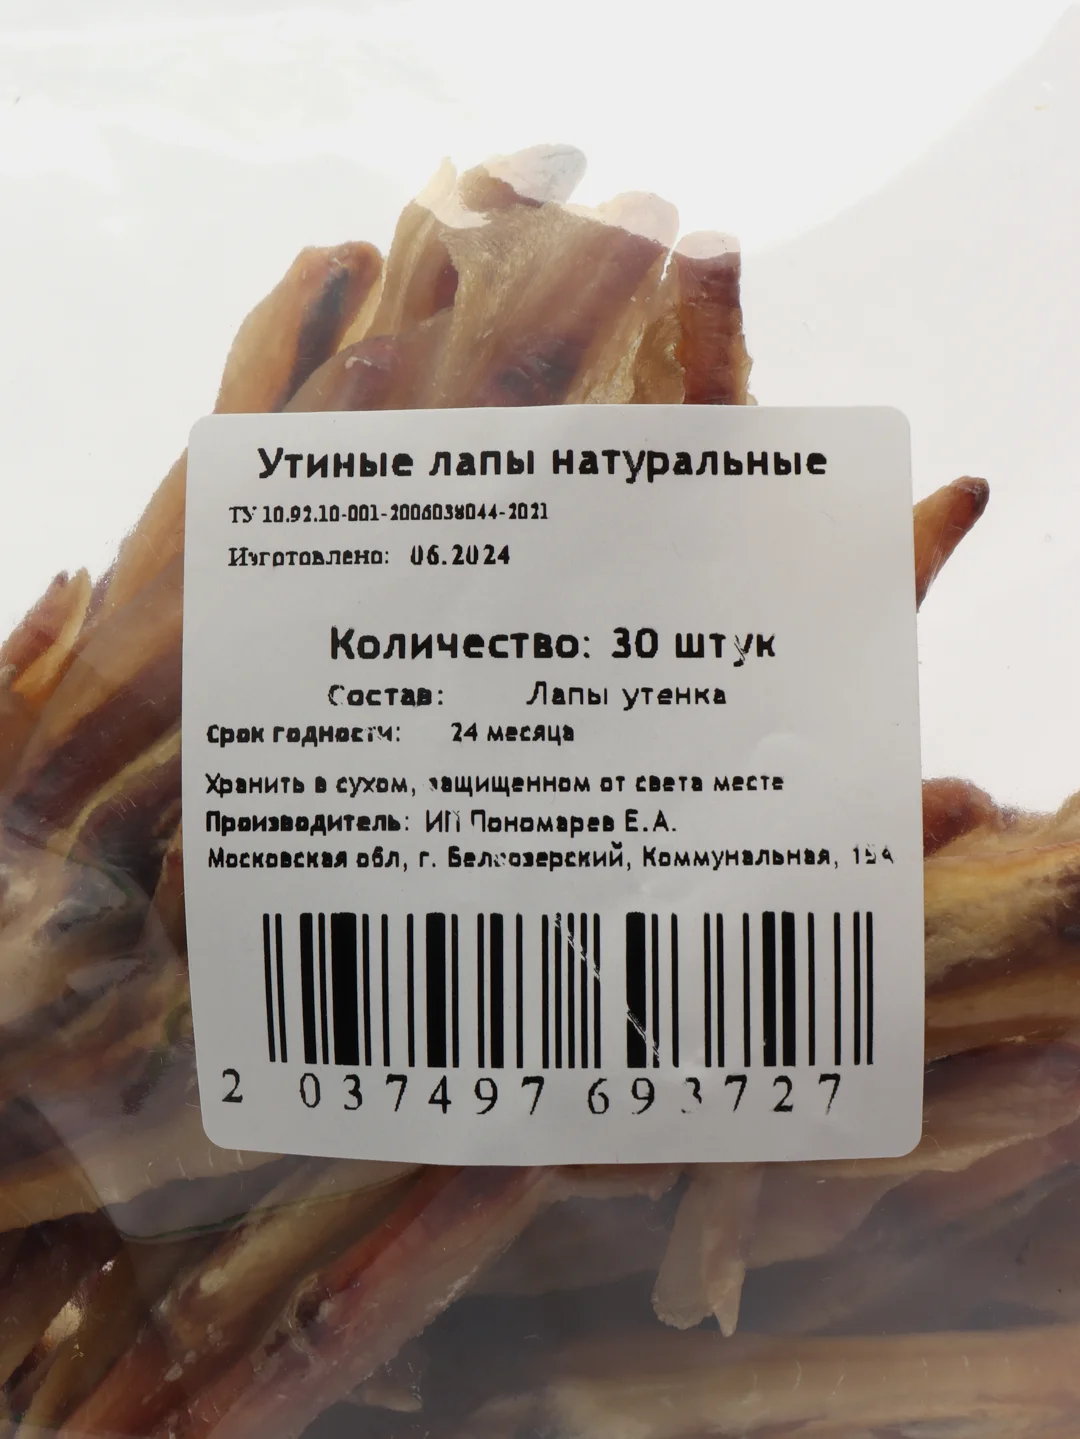 Утиные лапы натуральные
ТУ 10.92.10-001-2006038044-2021
Изготовлено: 06.2024
Количество: 30 штук
Состав: Лапы утенка
Срок годности: 24 месяца
Хранить в сухом, защищенном от света месте
Производитель: ИП Пономарев Е.А.
Московская обл, г. Белоозерский, Коммунальная,
2 037497 693727